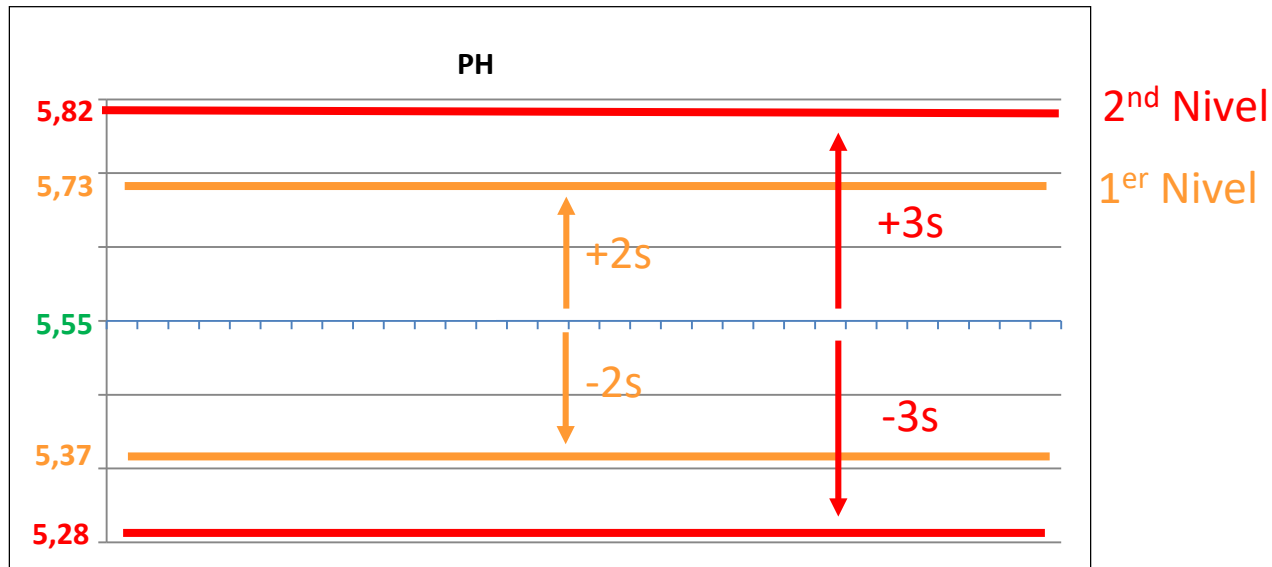 PH
5,82
2nd Nivel
5,73
1er Nivel
+3s
+2s
5,55
-2s
-3s
5,37
5,28